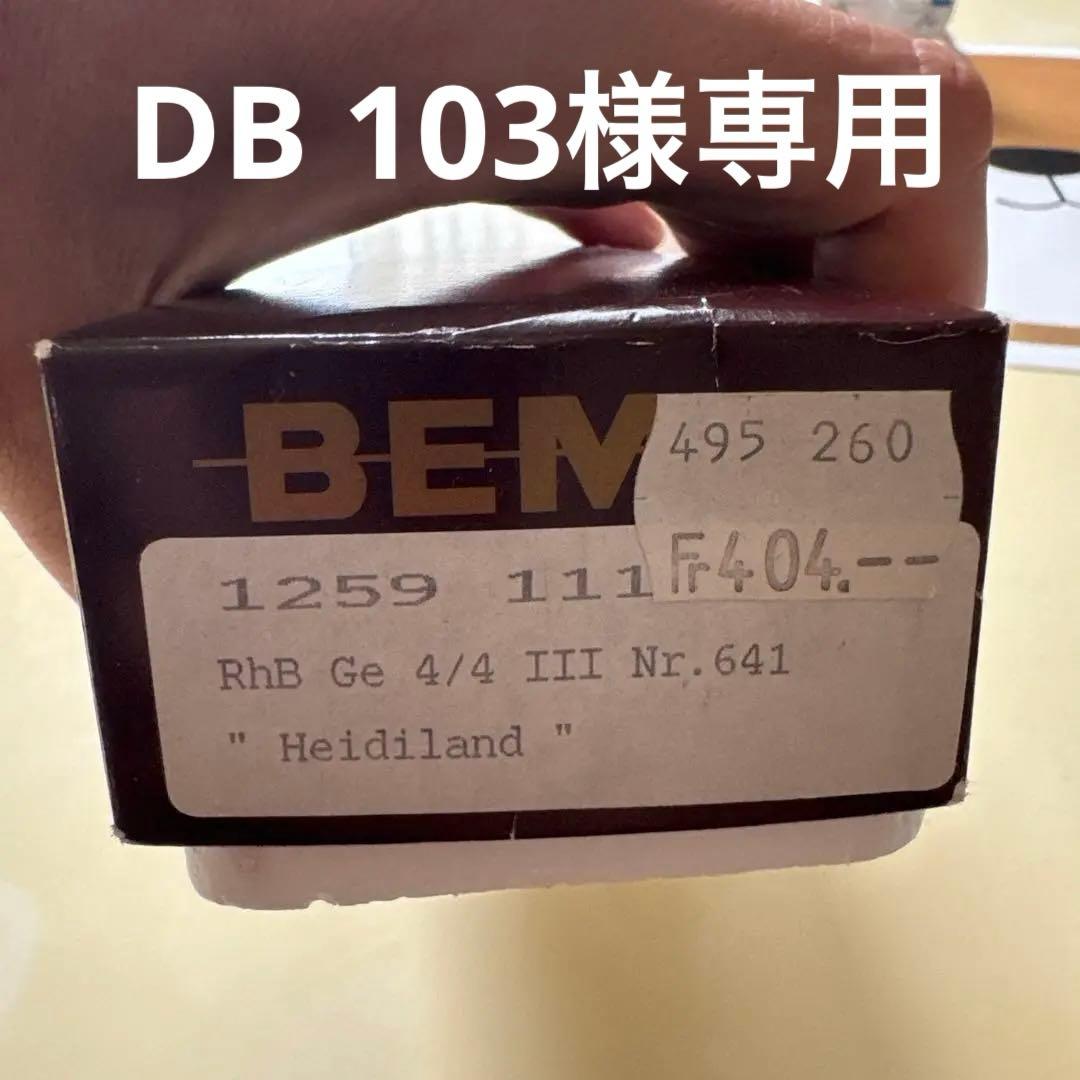 DB 103様専用
BEM
495 260
Fr404.--
1259 111
RhB Ge 4/4 III Nr.641
" Heidiland "